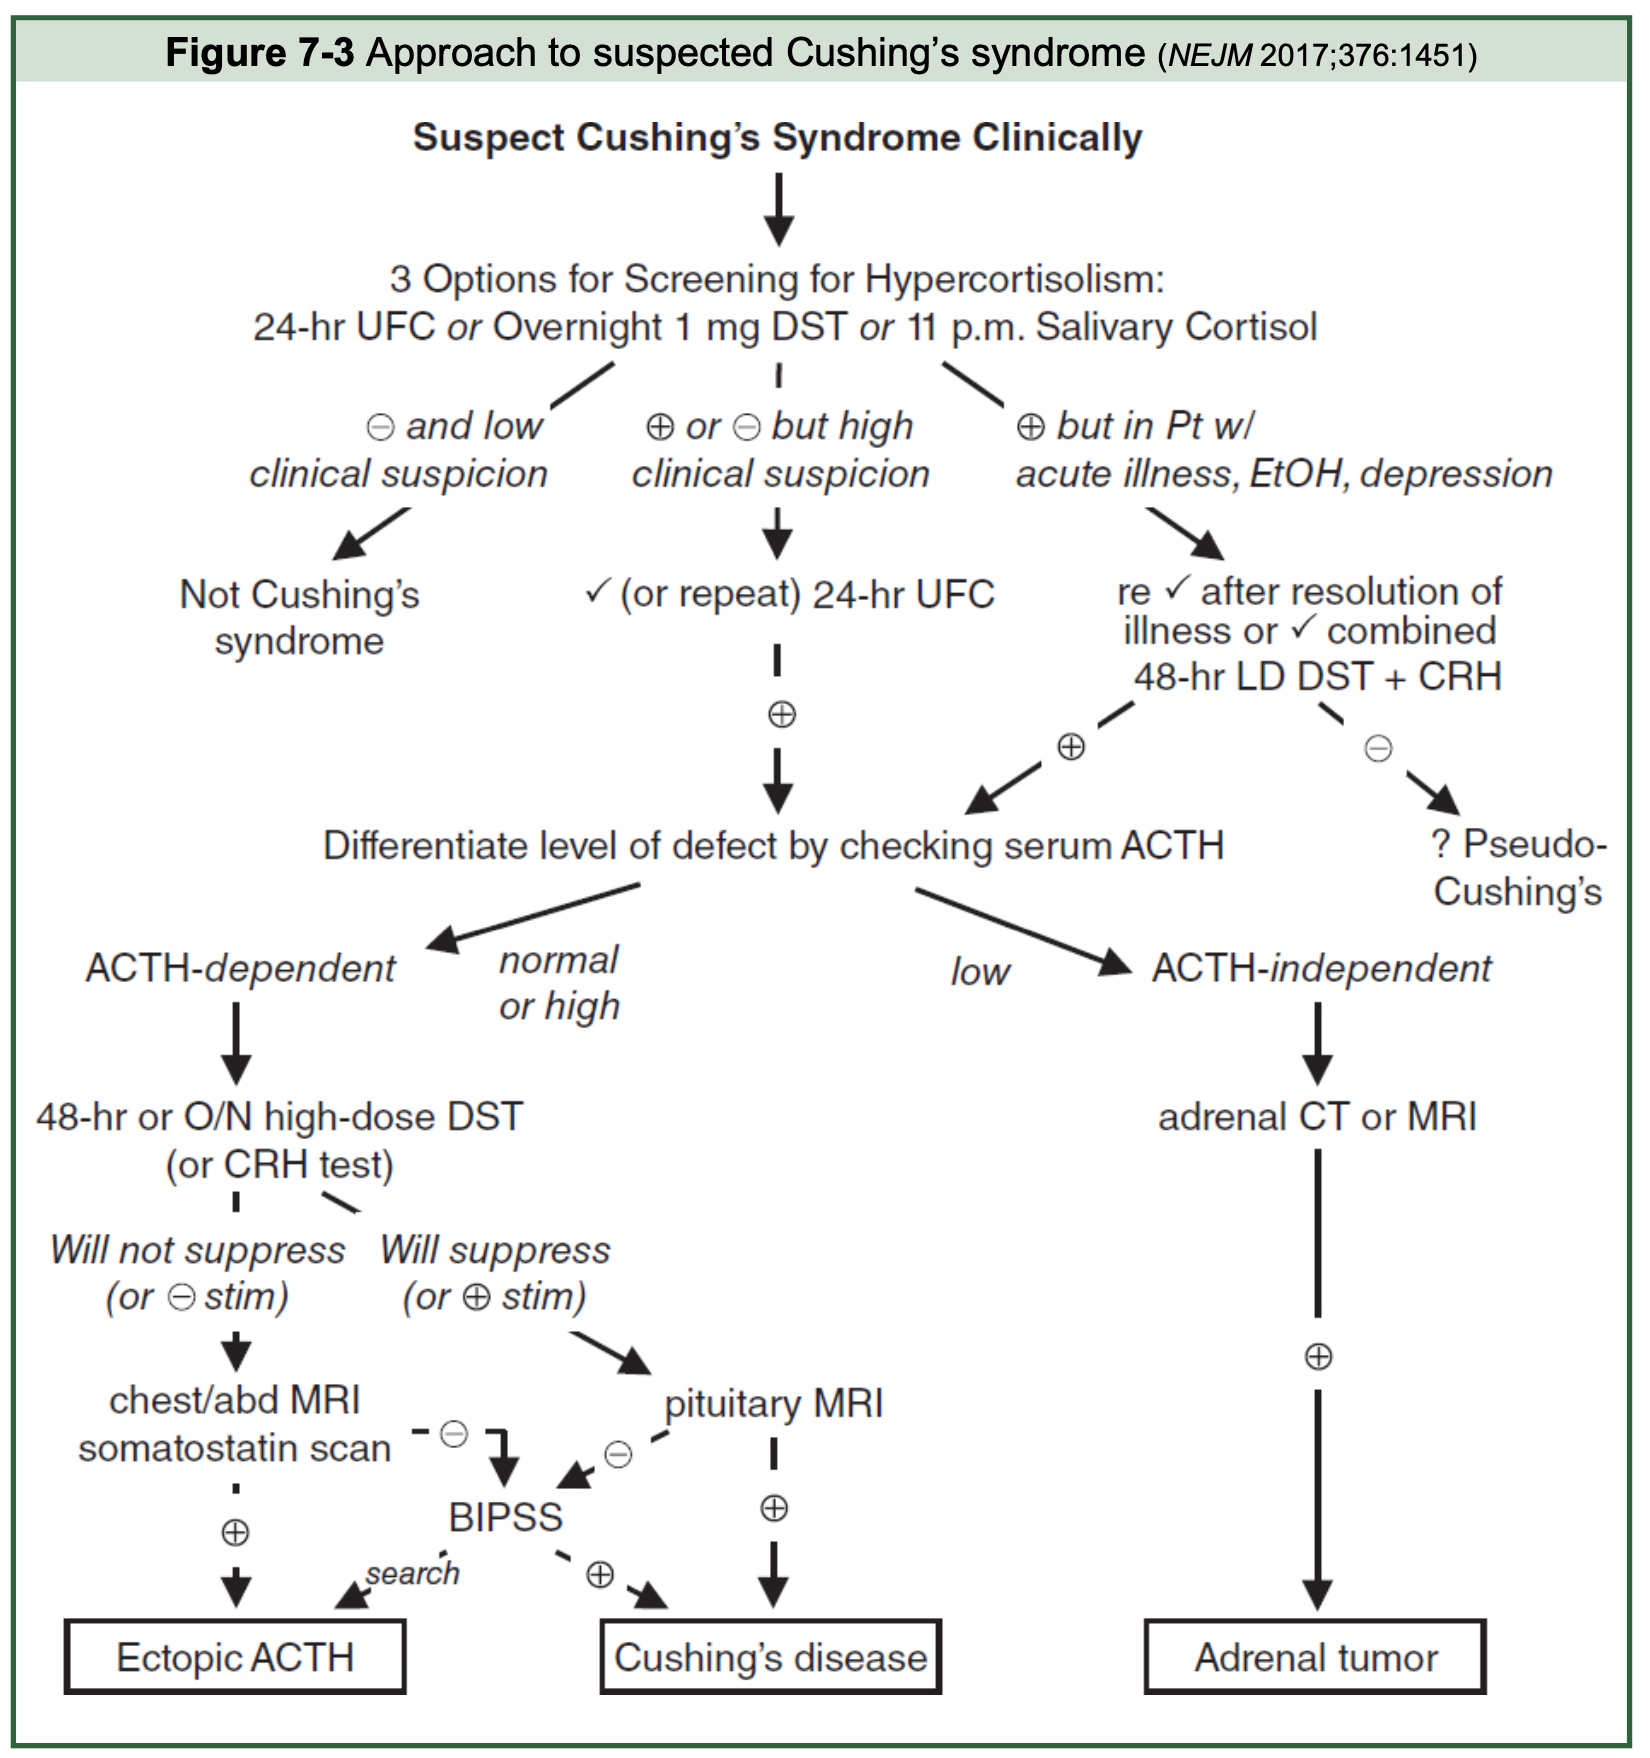 Figure 7-3 Approach to suspected Cushing’s syndrome (NEJM 2017;376:1451)
Suspect Cushing’s Syndrome Clinically
3 Options for Screening for Hypercortisolism:
24-hr UFC or Overnight 1 mg DST or 11 p.m. Salivary Cortisol
⊖ and low
clinical suspicion
⊕ or ⊖ but high
clinical suspicion
⊕ but in Pt w/
acute illness, EtOH, depression
Not Cushing’s
syndrome
✓ (or repeat) 24-hr UFC
re ✓ after resolution of
illness or ✓ combined
48-hr LD DST + CRH
⊕
⊕
⊖
Differentiate level of defect by checking serum ACTH
? Pseudo-
Cushing’s
ACTH-dependent
normal
or high
low
ACTH-independent
48-hr or O/N high-dose DST
(or CRH test)
adrenal CT or MRI
Will not suppress
(or ⊖ stim)
Will suppress
(or ⊕ stim)
⊕
chest/abd MRI
somatostatin scan
⊖
pituitary MRI
⊖
BIPSS
⊕
⊕
search
⊕
Ectopic ACTH
Cushing’s disease
Adrenal tumor